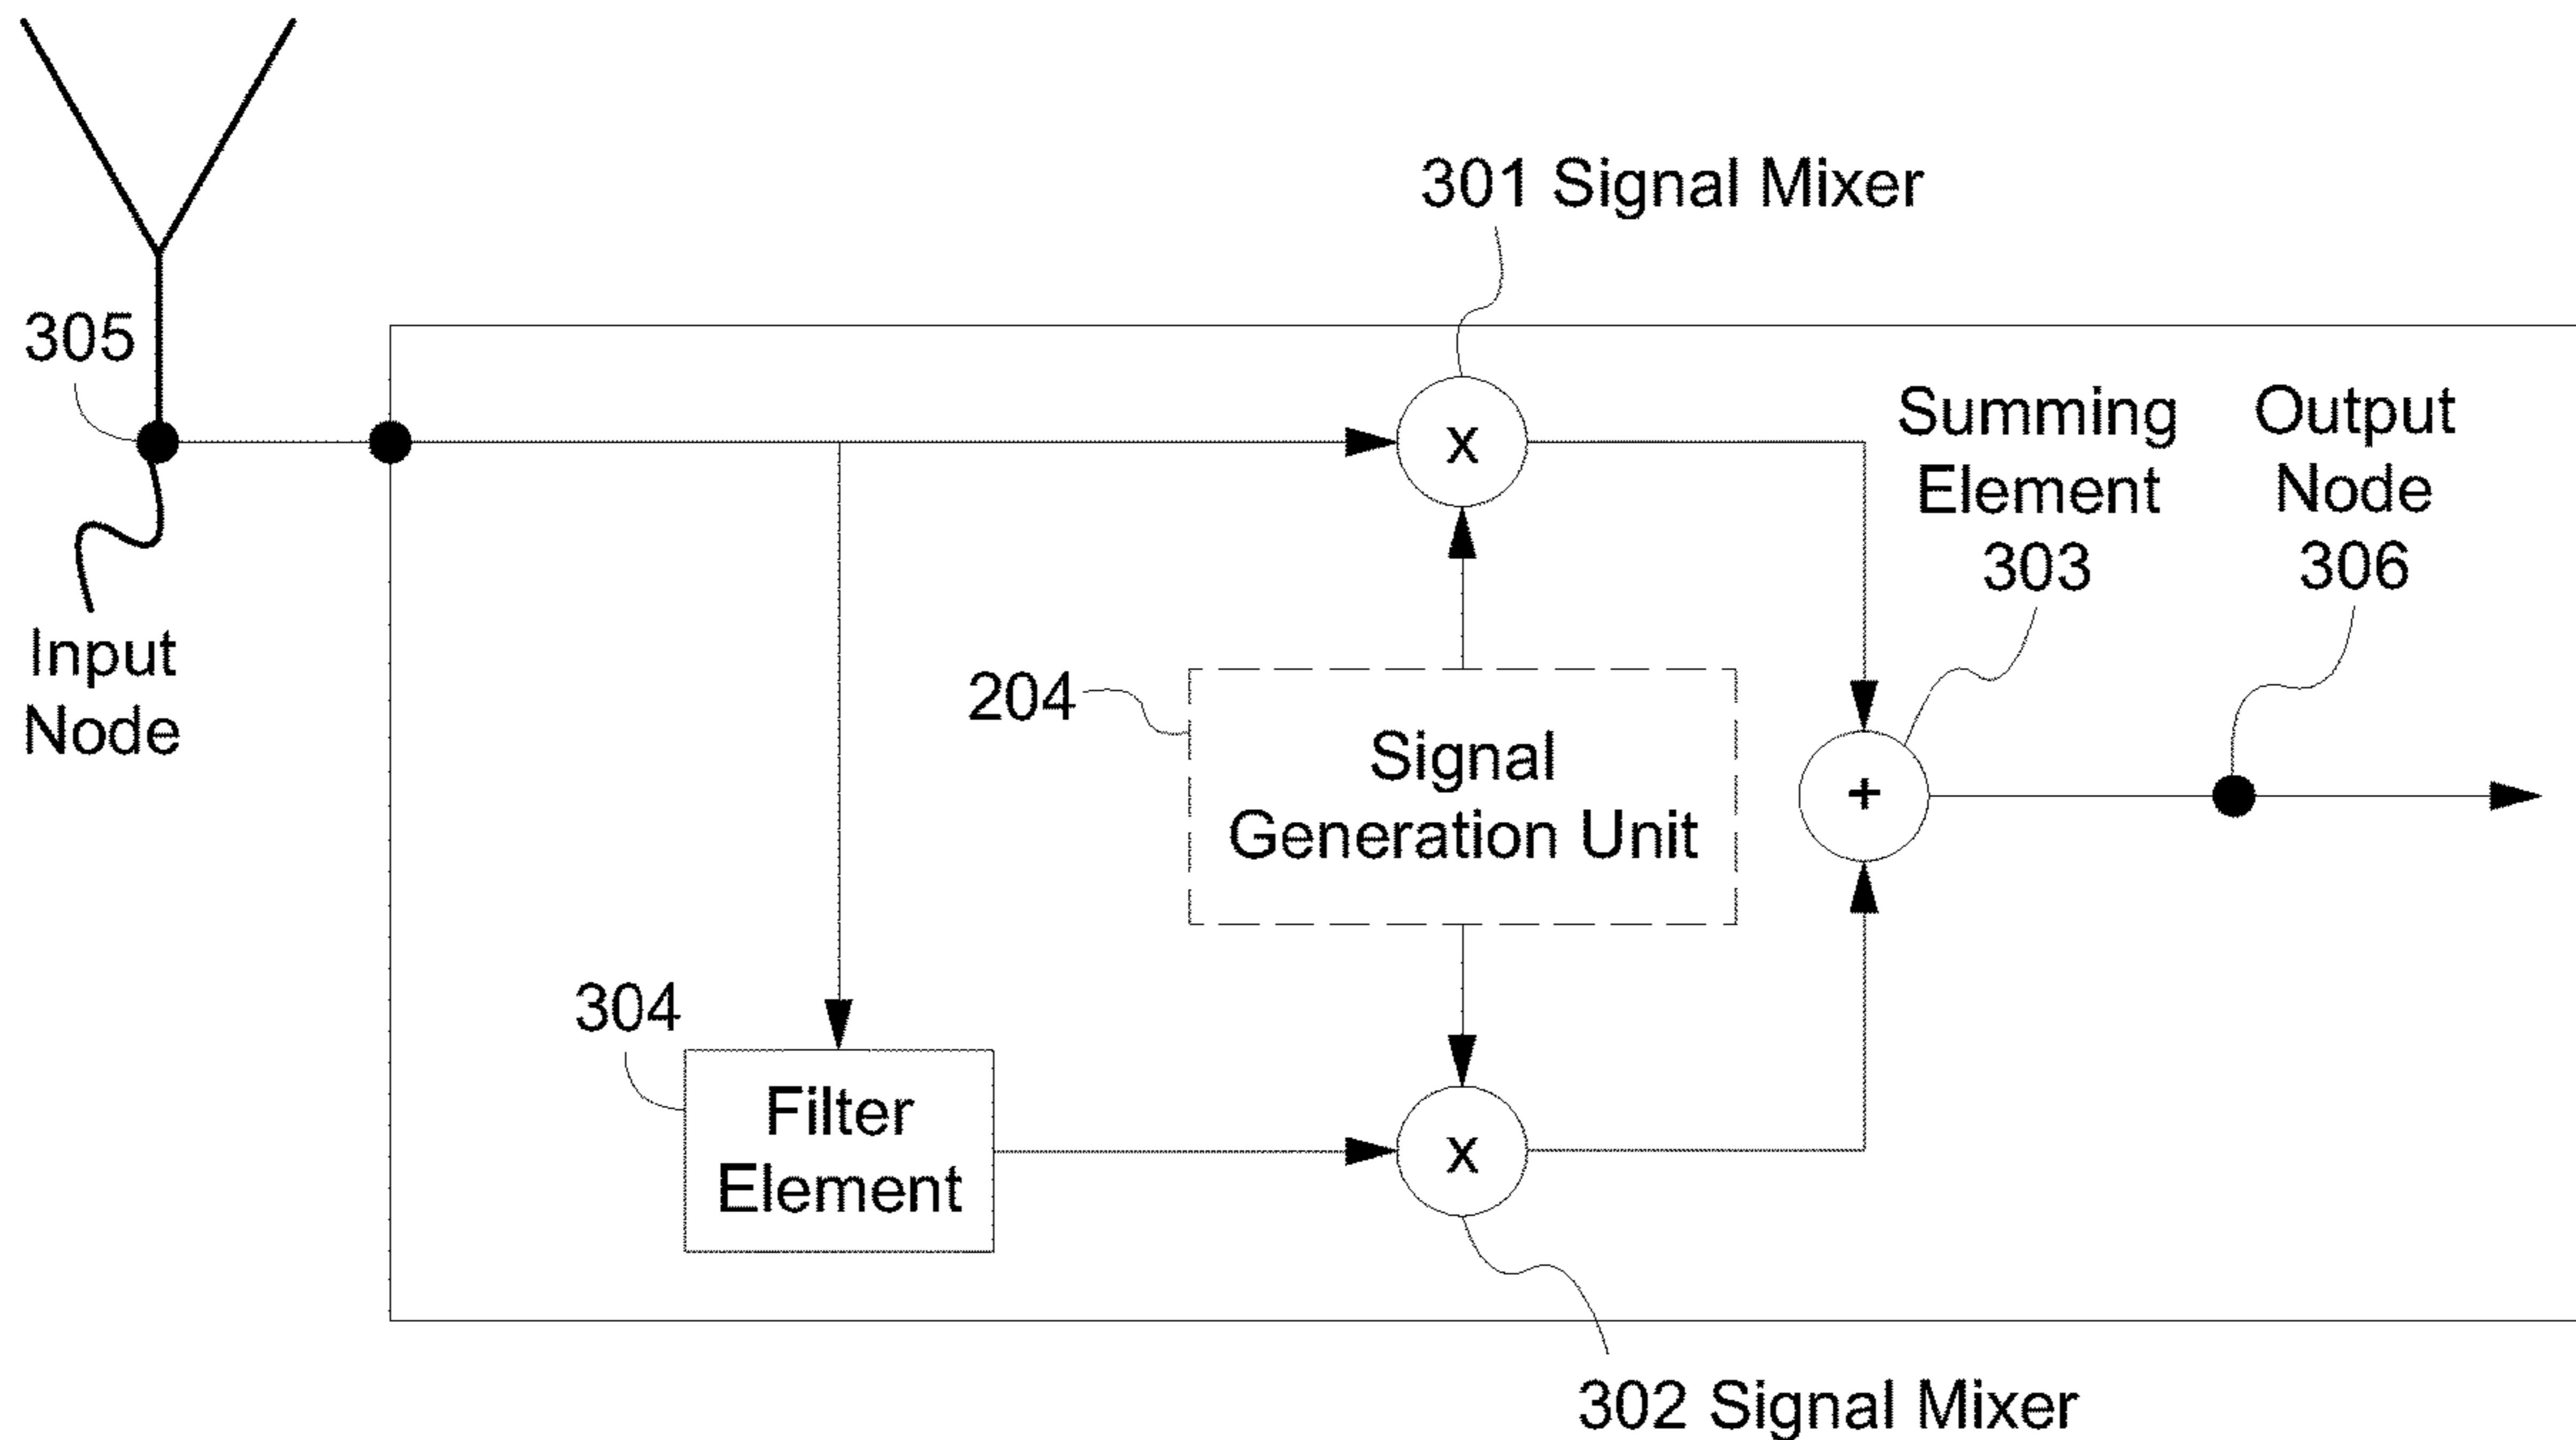 301 Signal Mixer
305
Summing
Element
303
Output
Node
306
x
Input
Node
204
Signal
Generation Unit
+
304
Filter
Element
x
302 Signal Mixer